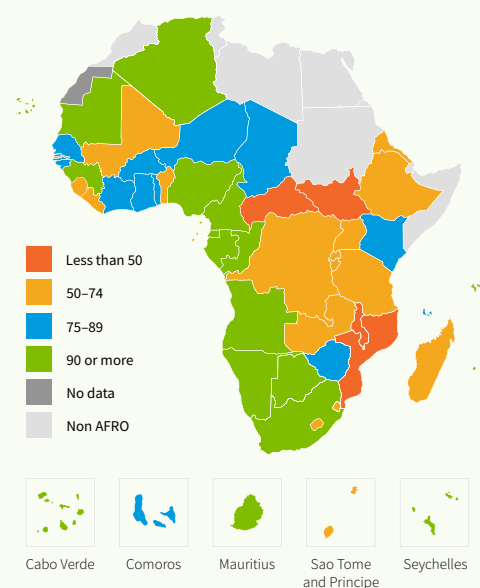 Less than 50
50–74
75–89
90 or more
No data
Non AFRO
Cabo Verde
Comoros
Mauritius
Sao Tome
and Principe
Seychelles